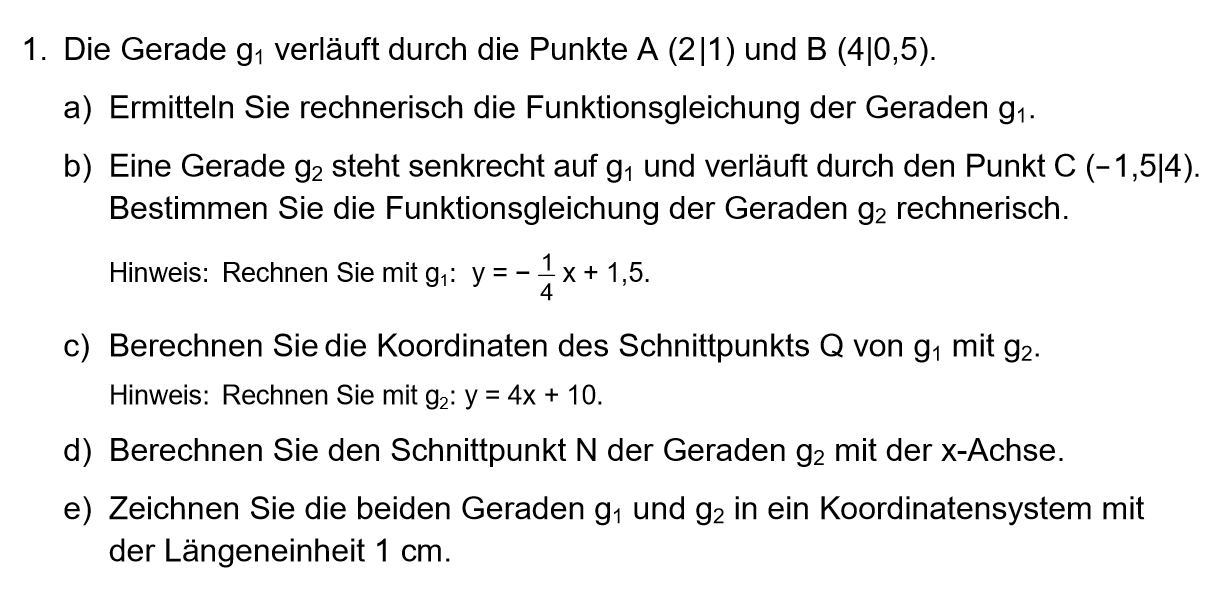 1. Die Gerade g₁ verläuft durch die Punkte A (2|1) und B (4|0,5).
a) Ermitteln Sie rechnerisch die Funktionsgleichung der Geraden g₁.
b) Eine Gerade g₂ steht senkrecht auf g₁ und verläuft durch den Punkt C (−1,5|4).
Bestimmen Sie die Funktionsgleichung der Geraden g₂ rechnerisch.
Hinweis: Rechnen Sie mit g₁: y = − 1/4 x + 1,5.
c) Berechnen Sie die Koordinaten des Schnittpunkts Q von g₁ mit g₂.
Hinweis: Rechnen Sie mit g₂: y = 4x + 10.
d) Berechnen Sie den Schnittpunkt N der Geraden g₂ mit der x-Achse.
e) Zeichnen Sie die beiden Geraden g₁ und g₂ in ein Koordinatensystem mit
der Längeneinheit 1 cm.